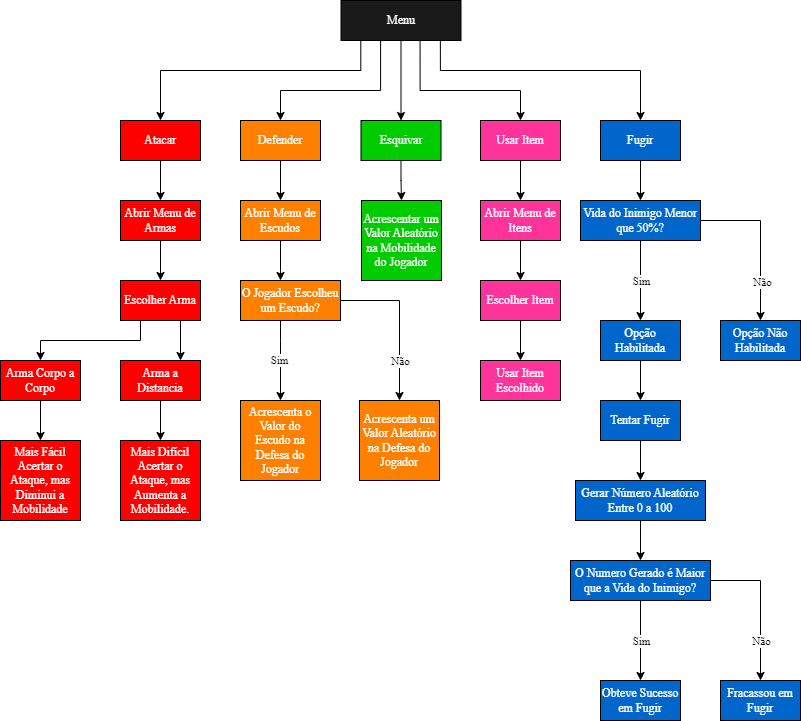 Menu
Atacar
Defender
Esquivar
Usar Item
Fugir
Abrir Menu de
Armas
Abrir Menu de
Escudos
Acrescentar um
Valor Aleatório
na Mobilidade
do Jogador
Abrir Menu de
Itens
Vida do Inimigo Menor
que 50%?
Escolher Arma
O Jogador Escolheu
um Escudo?
Escolher Item
Sim
Não
Arma Corpo a
Corpo
Arma a
Distancia
Sim
Não
Usar Item
Escolhido
Opção
Habilitada
Opção Não
Habilitada
Mais Fácil
Acertar o
Ataque, mas
Diminui a
Mobilidade
Mais Difícil
Acertar o
Ataque, mas
Aumenta a
Mobilidade.
Acrescenta o
Valor do
Escudo na
Defesa do
Jogador
Acrescenta um
Valor Aleatório
na Defesa do
Jogador
Tentar Fugir
Gerar Número Aleatório
Entre 0 a 100
O Numero Gerado é Maior
que a Vida do Inimigo?
Sim
Não
Obteve Sucesso
em Fugir
Fracassou em
Fugir